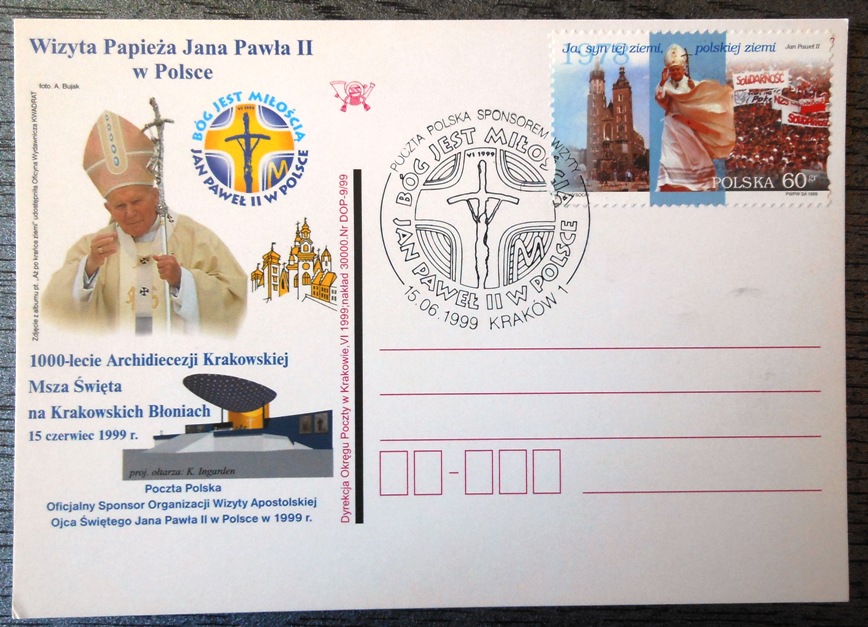 Wizyta Papieża Jana Pawła II
w Polsce
foto. A. Bujak
Zdjęcie z albumu pt. „Aż po krańce ziemi" udostępniła Oficyna Wydawnicza KWADRAT
BÓG JEST MIŁOŚCIĄ
VI 1999
JAN PAWEŁ II W POLSCE
1000-lecie Archidiecezji Krakowskiej
Msza Święta
na Krakowskich Błoniach
15 czerwiec 1999 r.
proj. ołtarza: K. Ingarden
Poczta Polska
Oficjalny Sponsor Organizacji Wizyty Apostolskiej
Ojca Świętego Jana Pawła II w Polsce w 1999 r.
Dyrekcja Okręgu Poczty w Krakowie,VI 1999;nakład 30000.Nr DOP-9/99
POCZTA POLSKA SPONSOREM WIZYTY
BÓG JEST MIŁOŚCIĄ
VI 1999
JAN PAWEŁ II W POLSCE
15.06.1999 KRAKÓW 1
1978
Ja, syn tej ziemi, polskiej ziemi
Jan Paweł II
SOLIDARNOŚĆ
NZS
POLSKA 60 gr
PWPW SA 1999